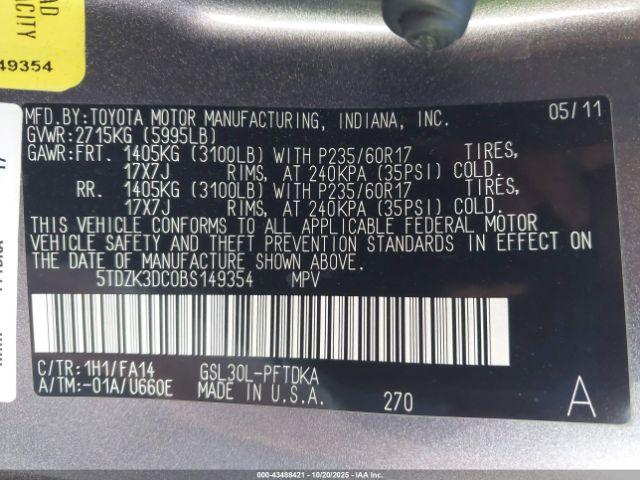 CITY
49354
MFD.BY:TOYOTA MOTOR MANUFACTURING, INDIANA, INC. 05/11
GVWR:2715KG (5995LB)
GAWR:FRT. 1405KG (3100LB) WITH P235/60R17 TIRES,
17X7J RIMS, AT 240KPA (35PSI) COLD.
RR. 1405KG (3100LB) WITH P235/60R17 TIRES,
17X7J RIMS, AT 240KPA (35PSI) COLD.
THIS VEHICLE CONFORMS TO ALL APPLICABLE FEDERAL MOTOR
VEHICLE SAFETY AND THEFT PREVENTION STANDARDS IN EFFECT ON
THE DATE OF MANUFACTURE SHOWN ABOVE.
5TDZK3DC0BS149354 MPV
C/TR:1H1/FA14 GSL30L-PFTDKA
A/TM:-01A/U660E MADE IN U.S.A. 270 A
000-43488421 - 10/20/2025 - Copyright © IAA, LLC.